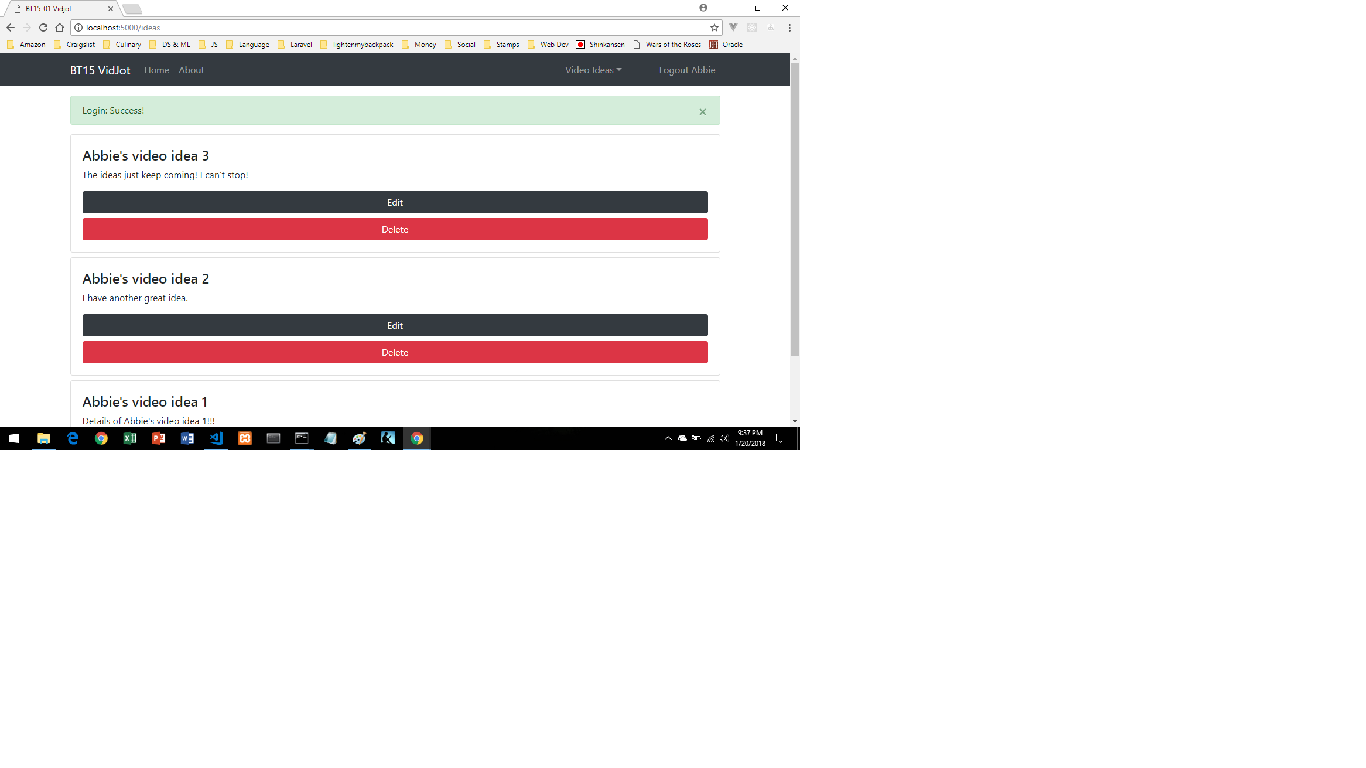 BT15-01 VidJot
localhost:5000/ideas
Amazon Craigslist Culinary DS & ML JS Language Laravel lightenmybackpack Money Social Stamps Web Dev Shinkansen Wars of the Roses Oracle
BT15 VidJot Home About Video Ideas Logout Abbie
Login: Success! ×
Abbie's video idea 3
The ideas just keep coming! I can't stop!
Edit
Delete
Abbie's video idea 2
I have another great idea.
Edit
Delete
Abbie's video idea 1
Details of Abbie's video idea 1!!!
9:37 PM
1/20/2018